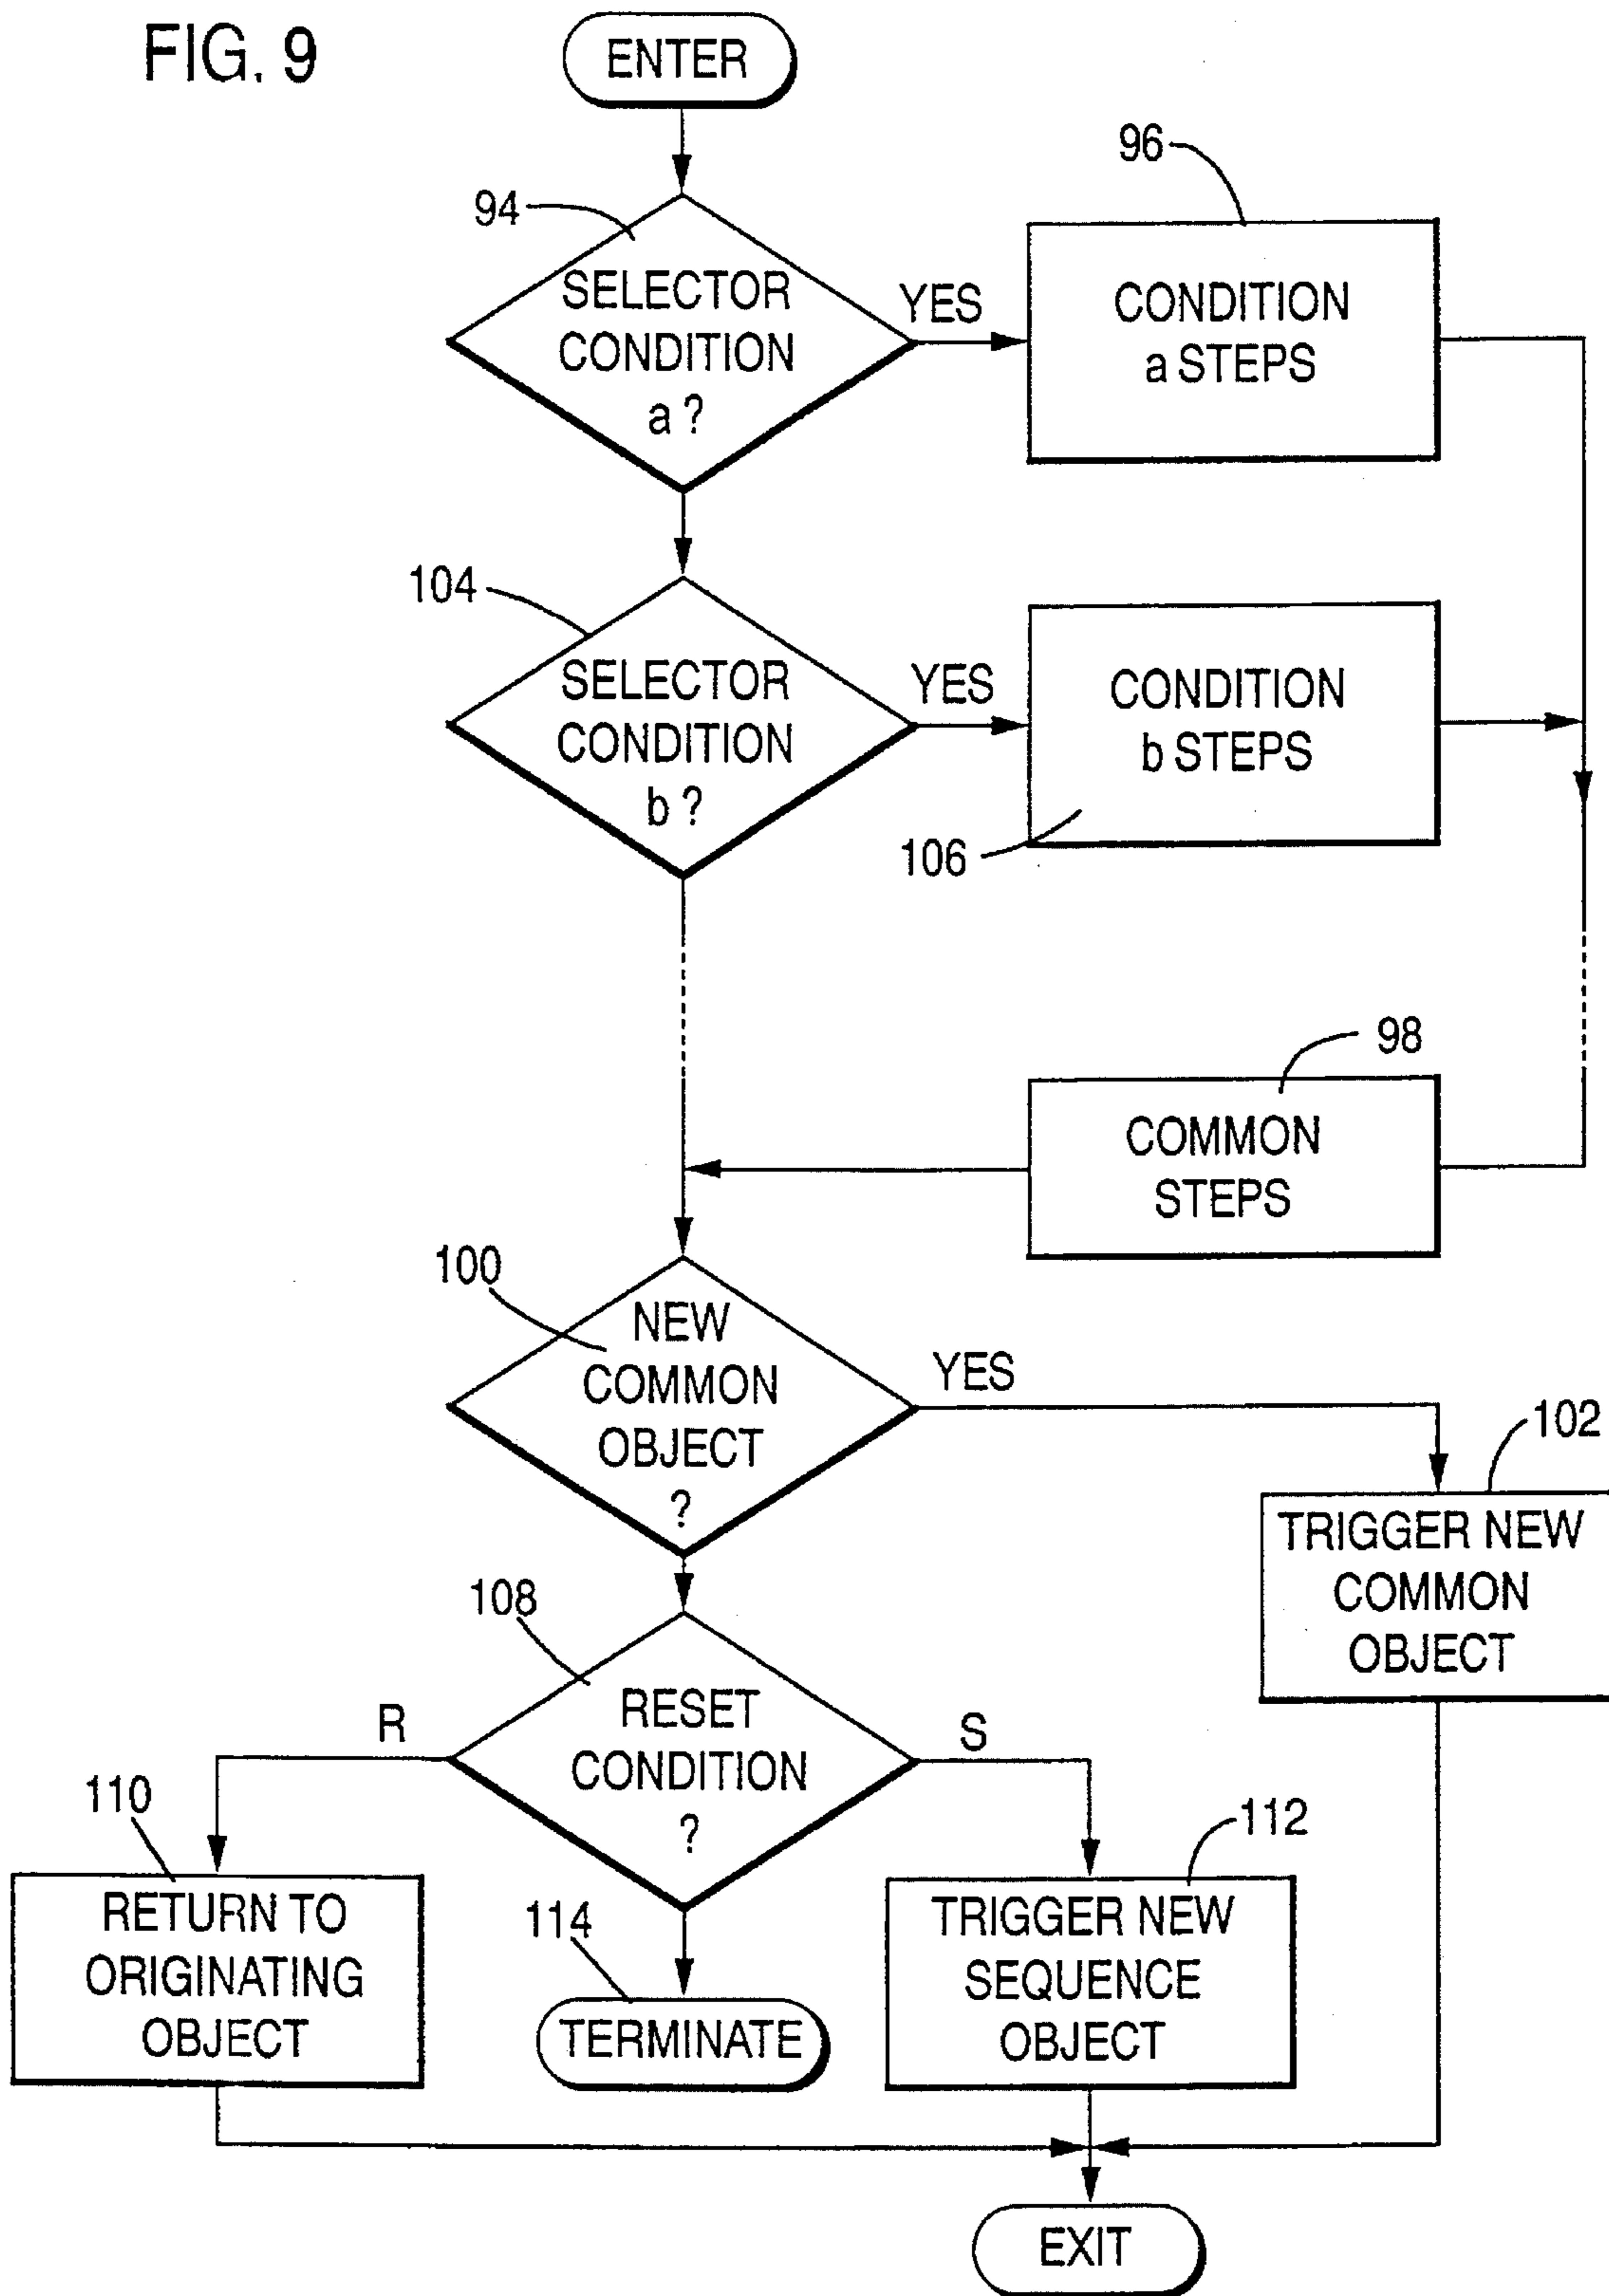 FIG. 9
ENTER
94
SELECTOR
CONDITION
a ?
YES
96
CONDITION
a STEPS
104
SELECTOR
CONDITION
b ?
YES
CONDITION
b STEPS
106
98
COMMON
STEPS
100
NEW
COMMON
OBJECT
?
YES
102
TRIGGER NEW
COMMON
OBJECT
108
RESET
CONDITION
?
R
S
110
RETURN TO
ORIGINATING
OBJECT
114
TERMINATE
112
TRIGGER NEW
SEQUENCE
OBJECT
EXIT